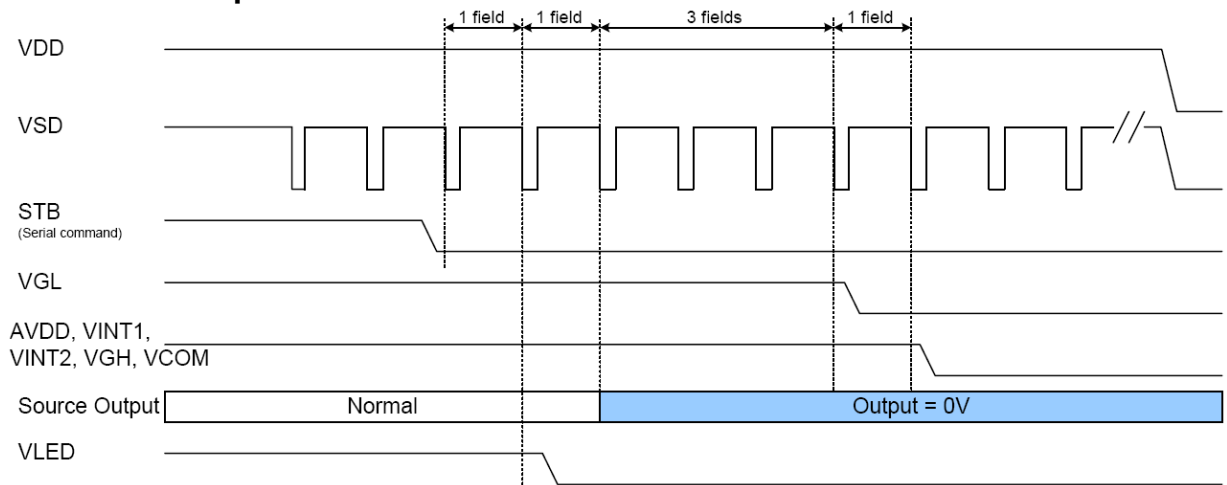 1 field 1 field 3 fields 1 field
VDD
VSD
STB
(Serial command)
VGL
AVDD, VINT1,
VINT2, VGH, VCOM
Source Output Normal Output = 0V
VLED